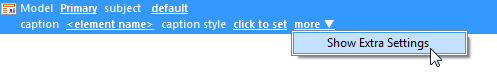 Model Primary subject default
caption <element name> caption style click to set more ▼
Show Extra Settings